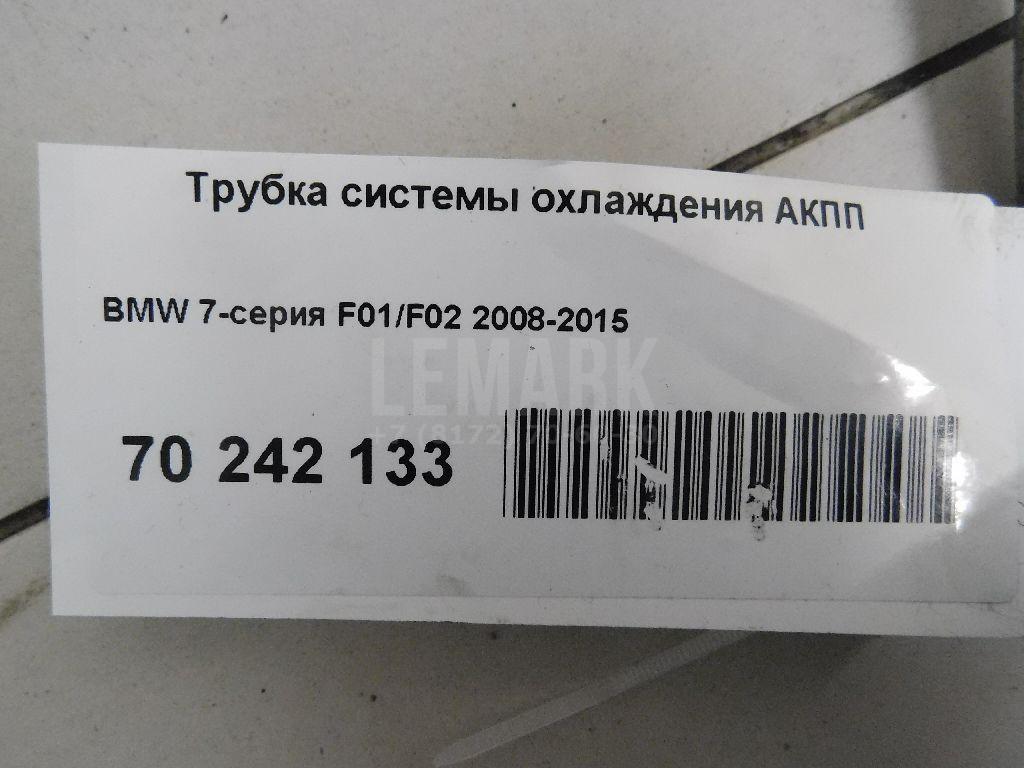 Трубка системы охлаждения АКПП
BMW 7-серия F01/F02 2008-2015
LEMARK
70 242 133